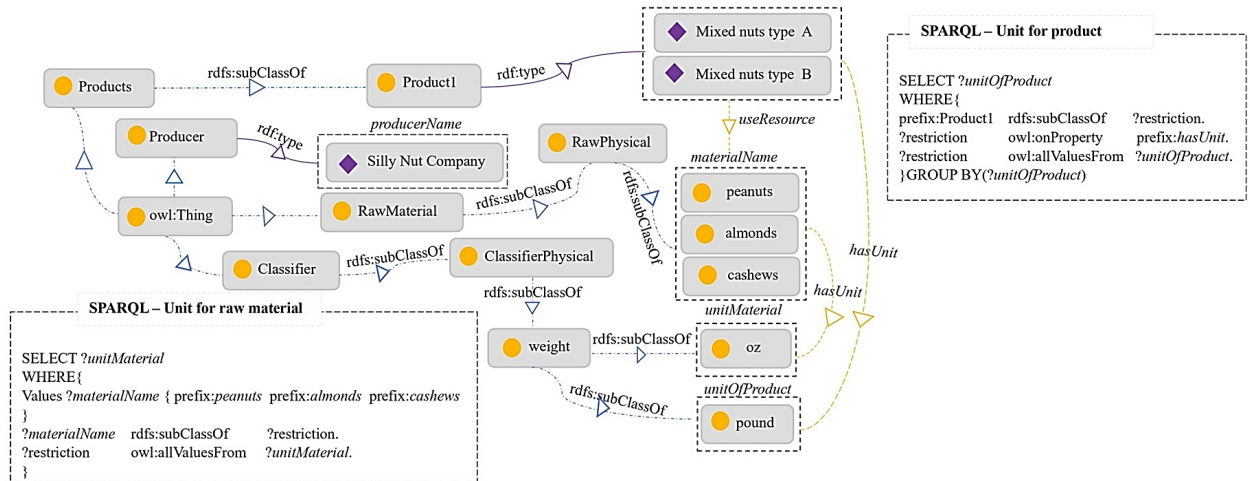 Mixed nuts type  A
Mixed nuts type  B
SPARQL – Unit for product
SELECT ?unitOfProduct
WHERE{
prefix:Product1 rdfs:subClassOf ?restriction.
?restriction owl:onProperty prefix:hasUnit.
?restriction owl:allValuesFrom ?unitOfProduct.
}GROUP BY(?unitOfProduct)
Products
rdfs:subClassOf
Product1
rdf:type
useResource
Producer
rdf:type
producerName
Silly Nut Company
RawPhysical
materialName
peanuts
almonds
cashews
owl:Thing
RawMaterial
rdfs:subClassOf
rdfs:subClassOf
hasUnit
hasUnit
Classifier
rdfs:subClassOf
ClassifierPhysical
rdfs:subClassOf
unitMaterial
weight
rdfs:subClassOf
oz
rdfs:subClassOf
unitOfProduct
pound
SPARQL – Unit for raw material
SELECT ?unitMaterial
WHERE{
Values ?materialName { prefix:peanuts prefix:almonds prefix:cashews
}
?materialName rdfs:subClassOf ?restriction.
?restriction owl:allValuesFrom ?unitMaterial.
}